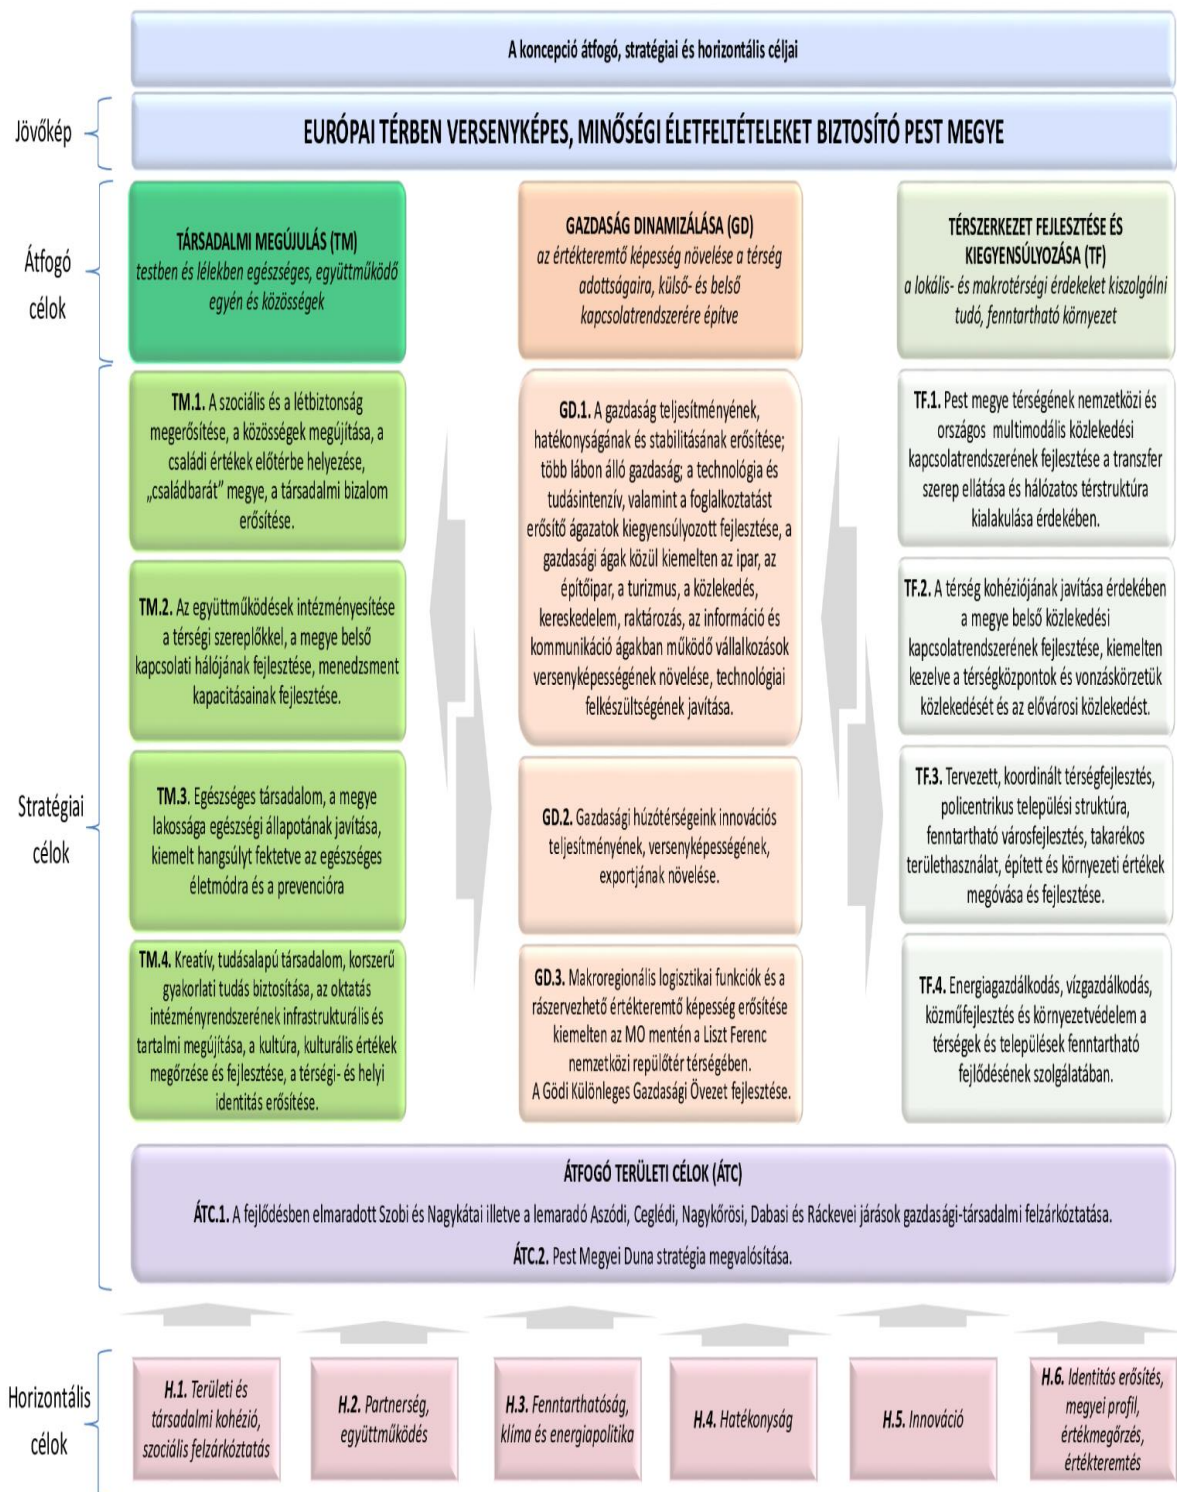 A koncepció átfogó, stratégiai és horizontális céljai
Jövőkép
EURÓPAI TÉRBEN VERSENYKÉPES, MINŐSÉGI ÉLETFELTÉTELEKET BIZTOSÍTÓ PEST MEGYE
Átfogó
célok
TÁRSADALMI MEGÚJULÁS (TM)
testben és lélekben egészséges, együttműködő
egyén és közösségek
GAZDASÁG DINAMIZÁLÁSA (GD)
az értékteremtő képesség növelése a térség
adottságaira, külső- és belső
kapcsolatrendszerére építve
TÉRSZERKEZET FEJLESZTÉSE ÉS
KIEGYENSÚLYOZÁSA (TF)
a lokális- és makrotérségi érdekeket kiszolgálni
tudó, fenntartható környezet
Stratégiai
célok
TM.1. A szociális és a létbiztonság
megerősítése, a közösségek megújítása, a
családi értékek előtérbe helyezése,
„családbarát” megye, a társadalmi bizalom
erősítése.
TM.2. Az együttműködések intézményesítése
a térségi szereplőkkel, a megye belső
kapcsolati hálójának fejlesztése, menedzsment
kapacitásainak fejlesztése.
TM.3. Egészséges társadalom, a megye
lakossága egészségi állapotának javítása,
kiemelt hangsúlyt fektetve az egészséges
életmódra és a prevencióra
TM.4. Kreatív, tudásalapú társadalom, korszerű
gyakorlati tudás biztosítása, az oktatás
intézményrendszerének infrastrukturális és
tartalmi megújítása, a kultúra, kulturális értékek
megőrzése és fejlesztése, a térségi- és helyi
identitás erősítése.
GD.1. A gazdaság teljesítményének,
hatékonyságának és stabilitásának erősítése;
több lábon álló gazdaság; a technológia és
tudásintenzív, valamint a foglalkoztatást
erősítő ágazatok kiegyensúlyozott fejlesztése, a
gazdasági ágak közül kiemelten az ipar, az
építőipar, a turizmus, a közlekedés,
kereskedelem, raktározás, az információ és
kommunikáció ágakban működő vállalkozások
versenyképességének növelése, technológiai
felkészültségének javítása.
GD.2. Gazdasági húzótérségeink innovációs
teljesítményének, versenyképességének,
exportjának növelése.
GD.3. Makroregionális logisztikai funkciók és a
rászervezhető értékteremtő képesség erősítése
kiemelten az MO mentén a Liszt Ferenc
nemzetközi repülőtér térségében.
A Gödi Különleges Gazdasági Övezet fejlesztése.
TF.1. Pest megye térségének nemzetközi és
országos multimodális közlekedési
kapcsolatrendszerének fejlesztése a transzfer
szerep ellátása és hálózatos térstruktúra
kialakulása érdekében.
TF.2. A térség kohéziójának javítása érdekében
a megye belső közlekedési
kapcsolatrendszerének fejlesztése, kiemelten
kezelve a térségközpontok és vonzáskörzetük
közlekedését és az elővárosi közlekedést.
TF.3. Tervezett, koordinált térségfejlesztés,
policentrikus települési struktúra,
fenntartható városfejlesztés, takarékos
területhasználat, épített és környezeti értékek
megóvása és fejlesztése.
TF.4. Energiagazdálkodás, vízgazdálkodás,
közműfejlesztés és környezetvédelem a
térségek és települések fenntartható
fejlődésének szolgálatában.
ÁTFOGÓ TERÜLETI CÉLOK (ÁTC)
ÁTC.1. A fejlődésben elmaradott Szobi és Nagykátai illetve a lemaradó Aszódi, Ceglédi, Nagykőrösi, Dabasi és Ráckevei járások gazdasági-társadalmi felzárkóztatása.
ÁTC.2. Pest Megyei Duna stratégia megvalósítása.
Horizontális
célok
H.1. Területi és
társadalmi kohézió,
szociális felzárkóztatás
H.2. Partnerség,
együttműködés
H.3. Fenntarthatóság,
klíma és energiapolitika
H.4. Hatékonyság
H.5. Innováció
H.6. Identitás erősítés,
megyei profil,
értékmegőrzés,
értékteremtés